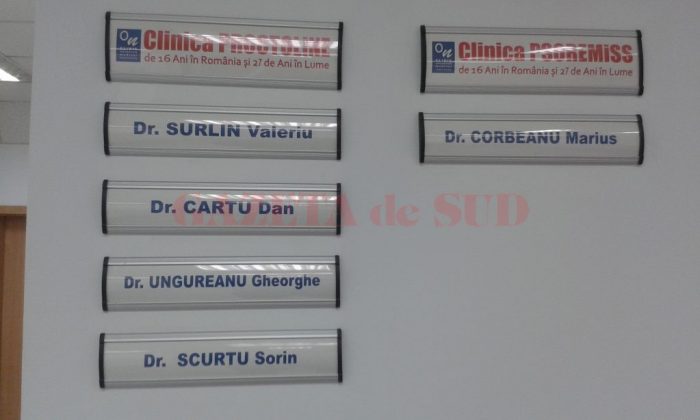 Clinica PROSTOLINE
de 16 Ani în România și 27 de Ani în Lume
Dr. SURLIN Valeriu
Dr. CARTU Dan
Dr. UNGUREANU Gheorghe
Dr. SCURTU Sorin
Clinica PSOREMiSS
de 16 Ani în România și 27 de Ani în Lume
Dr. CORBEANU Marius
GAZETA de SUD